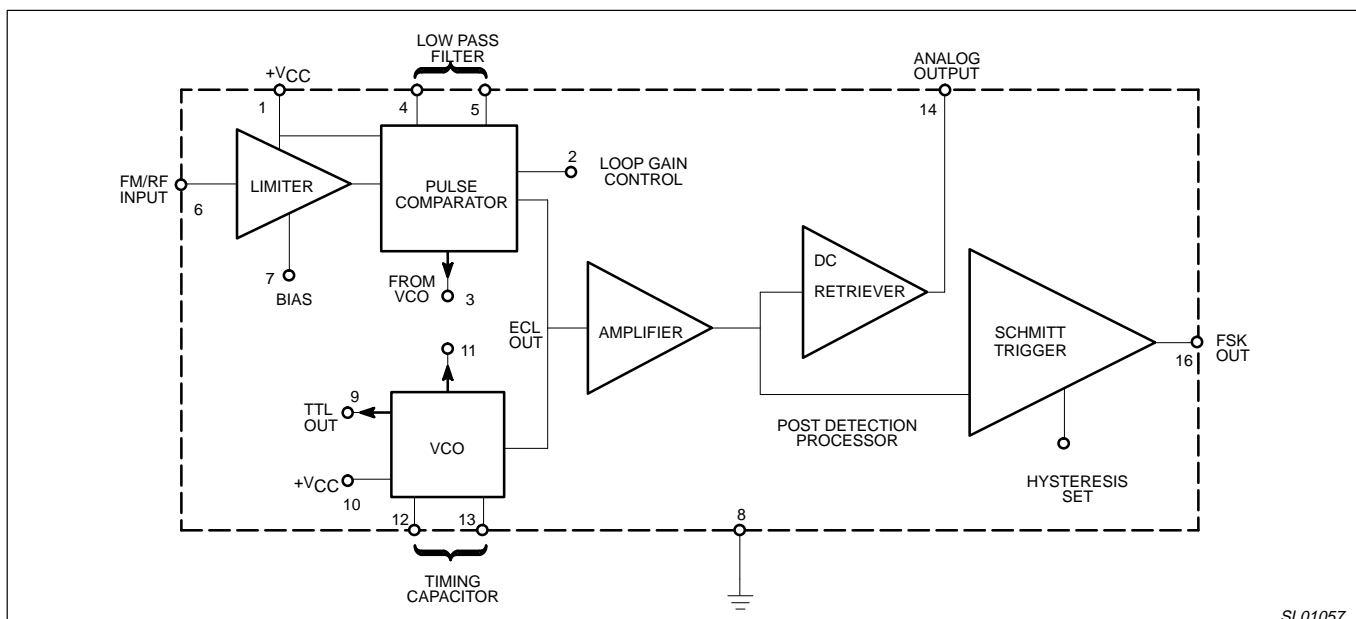 LOW PASS
FILTER
+VCC
ANALOG
OUTPUT
1
4
5
14
FM/RF
INPUT
6
LIMITER
PULSE
COMPARATOR
2
LOOP GAIN
CONTROL
7
BIAS
FROM
VCO
3
DC
RETRIEVER
ECL
OUT
AMPLIFIER
SCHMITT
TRIGGER
FSK
OUT
16
11
9
TTL
OUT
VCO
POST DETECTION
PROCESSOR
+VCC
10
HYSTERESIS
SET
12
13
8
TIMING
CAPACITOR
SL01057